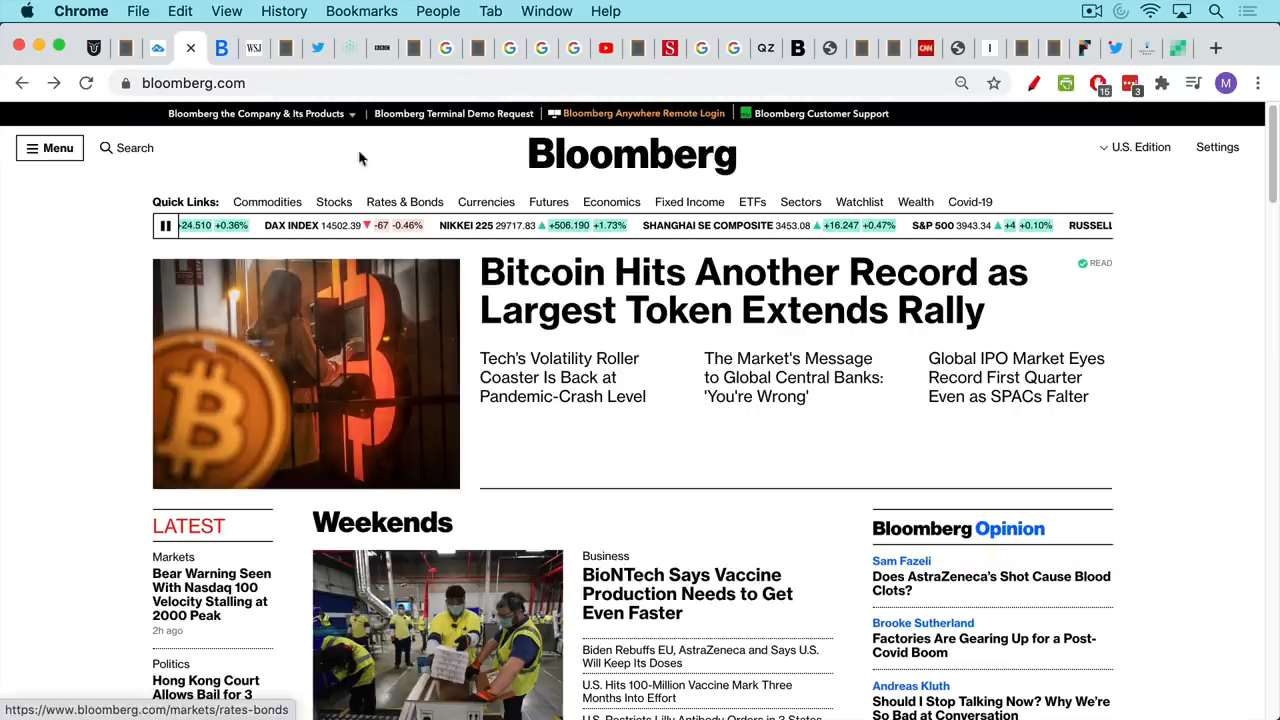 Chrome File Edit View History Bookmarks People Tab Window Help
bloomberg.com
15 3 M
Bloomberg the Company & Its Products Bloomberg Terminal Demo Request Bloomberg Anywhere Remote Login Bloomberg Customer Support
Menu Search
Bloomberg
U.S. Edition Settings
Quick Links: Commodities Stocks Rates & Bonds Currencies Futures Economics Fixed Income ETFs Sectors Watchlist Wealth Covid-19
24.510 +0.36% DAX INDEX 14502.39 -67 -0.46% NIKKEI 225 29717.83 +506.190 +1.73% SHANGHAI SE COMPOSITE 3453.08 +16.247 +0.47% S&P 500 3943.34 +4 +0.10% RUSSELL
Bitcoin Hits Another Record as
Largest Token Extends Rally
READ
Tech's Volatility Roller
Coaster Is Back at
Pandemic-Crash Level
The Market's Message
to Global Central Banks:
'You're Wrong'
Global IPO Market Eyes
Record First Quarter
Even as SPACs Falter
LATEST
Markets
Bear Warning Seen
With Nasdaq 100
Velocity Stalling at
2000 Peak
2h ago
Politics
Hong Kong Court
Allows Bail for 3
Weekends
Business
BioNTech Says Vaccine
Production Needs to Get
Even Faster
Biden Rebuffs EU, AstraZeneca and Says U.S.
Will Keep Its Doses
U.S. Hits 100-Million Vaccine Mark Three
Months Into Effort
U.S. Restricts Lilly Antibody Orders in 3 States
Bloomberg Opinion
Sam Fazeli
Does AstraZeneca's Shot Cause Blood
Clots?
Brooke Sutherland
Factories Are Gearing Up for a Post-
Covid Boom
Andreas Kluth
Should I Stop Talking Now? Why We're
So Bad at Conversation
https://www.bloomberg.com/markets/rates-bonds